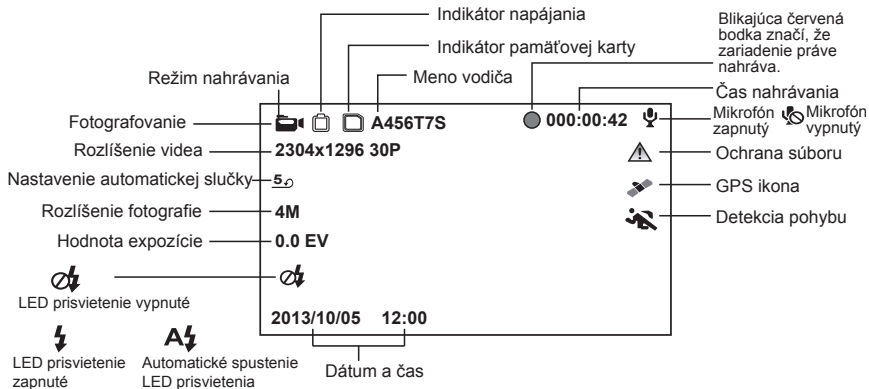 Indikátor napájania
Indikátor pamäťovej karty
Meno vodiča
Blikajúca červená
bodka značí, že
zariadenie práve
nahráva.
Režim nahrávania
Čas nahrávania
Fotografovanie
A456T7S
000:00:42
Mikrofón
zapnutý
Mikrofón
vypnutý
Rozlíšenie videa
2304x1296 30P
Ochrana súboru
Nastavenie automatickej slučky
5
GPS ikona
Rozlíšenie fotografie
4M
Detekcia pohybu
Hodnota expozície
0.0 EV
LED prisvietenie vypnuté
2013/10/05 12:00
A
LED prisvietenie
zapnuté
Automatické spustenie
LED prisvietenia
Dátum a čas